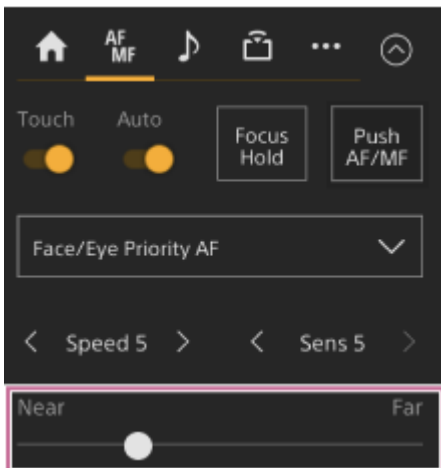 AF
MF
Touch Auto
Focus
Hold
Push
AF/MF
Face/Eye Priority AF
Speed 5
Sens 5
Near Far